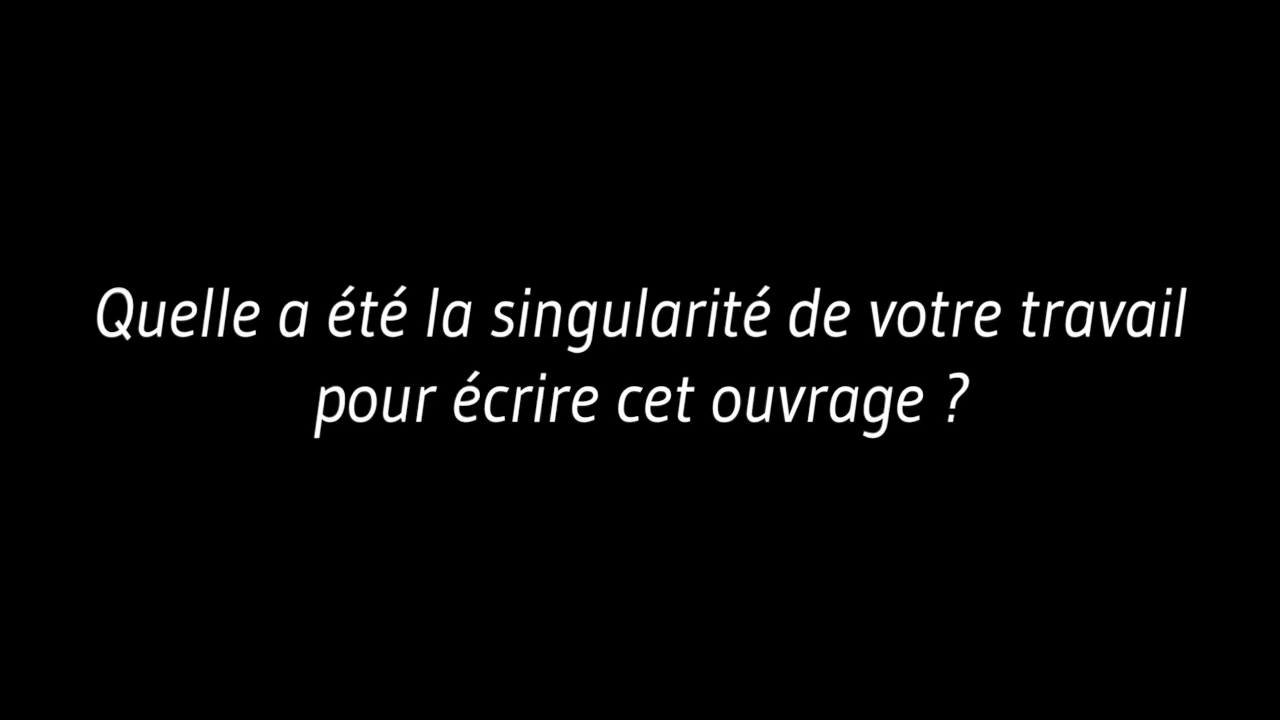 Quelle a été la singularité de votre travail
pour écrire cet ouvrage ?